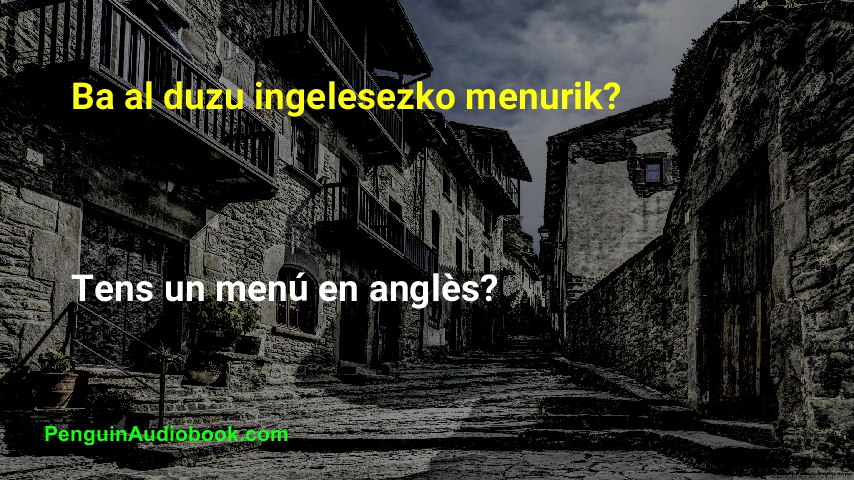 Ba al duzu ingelesezko menurik?
Tens un menú en anglès?
PenguinAudiobook.com